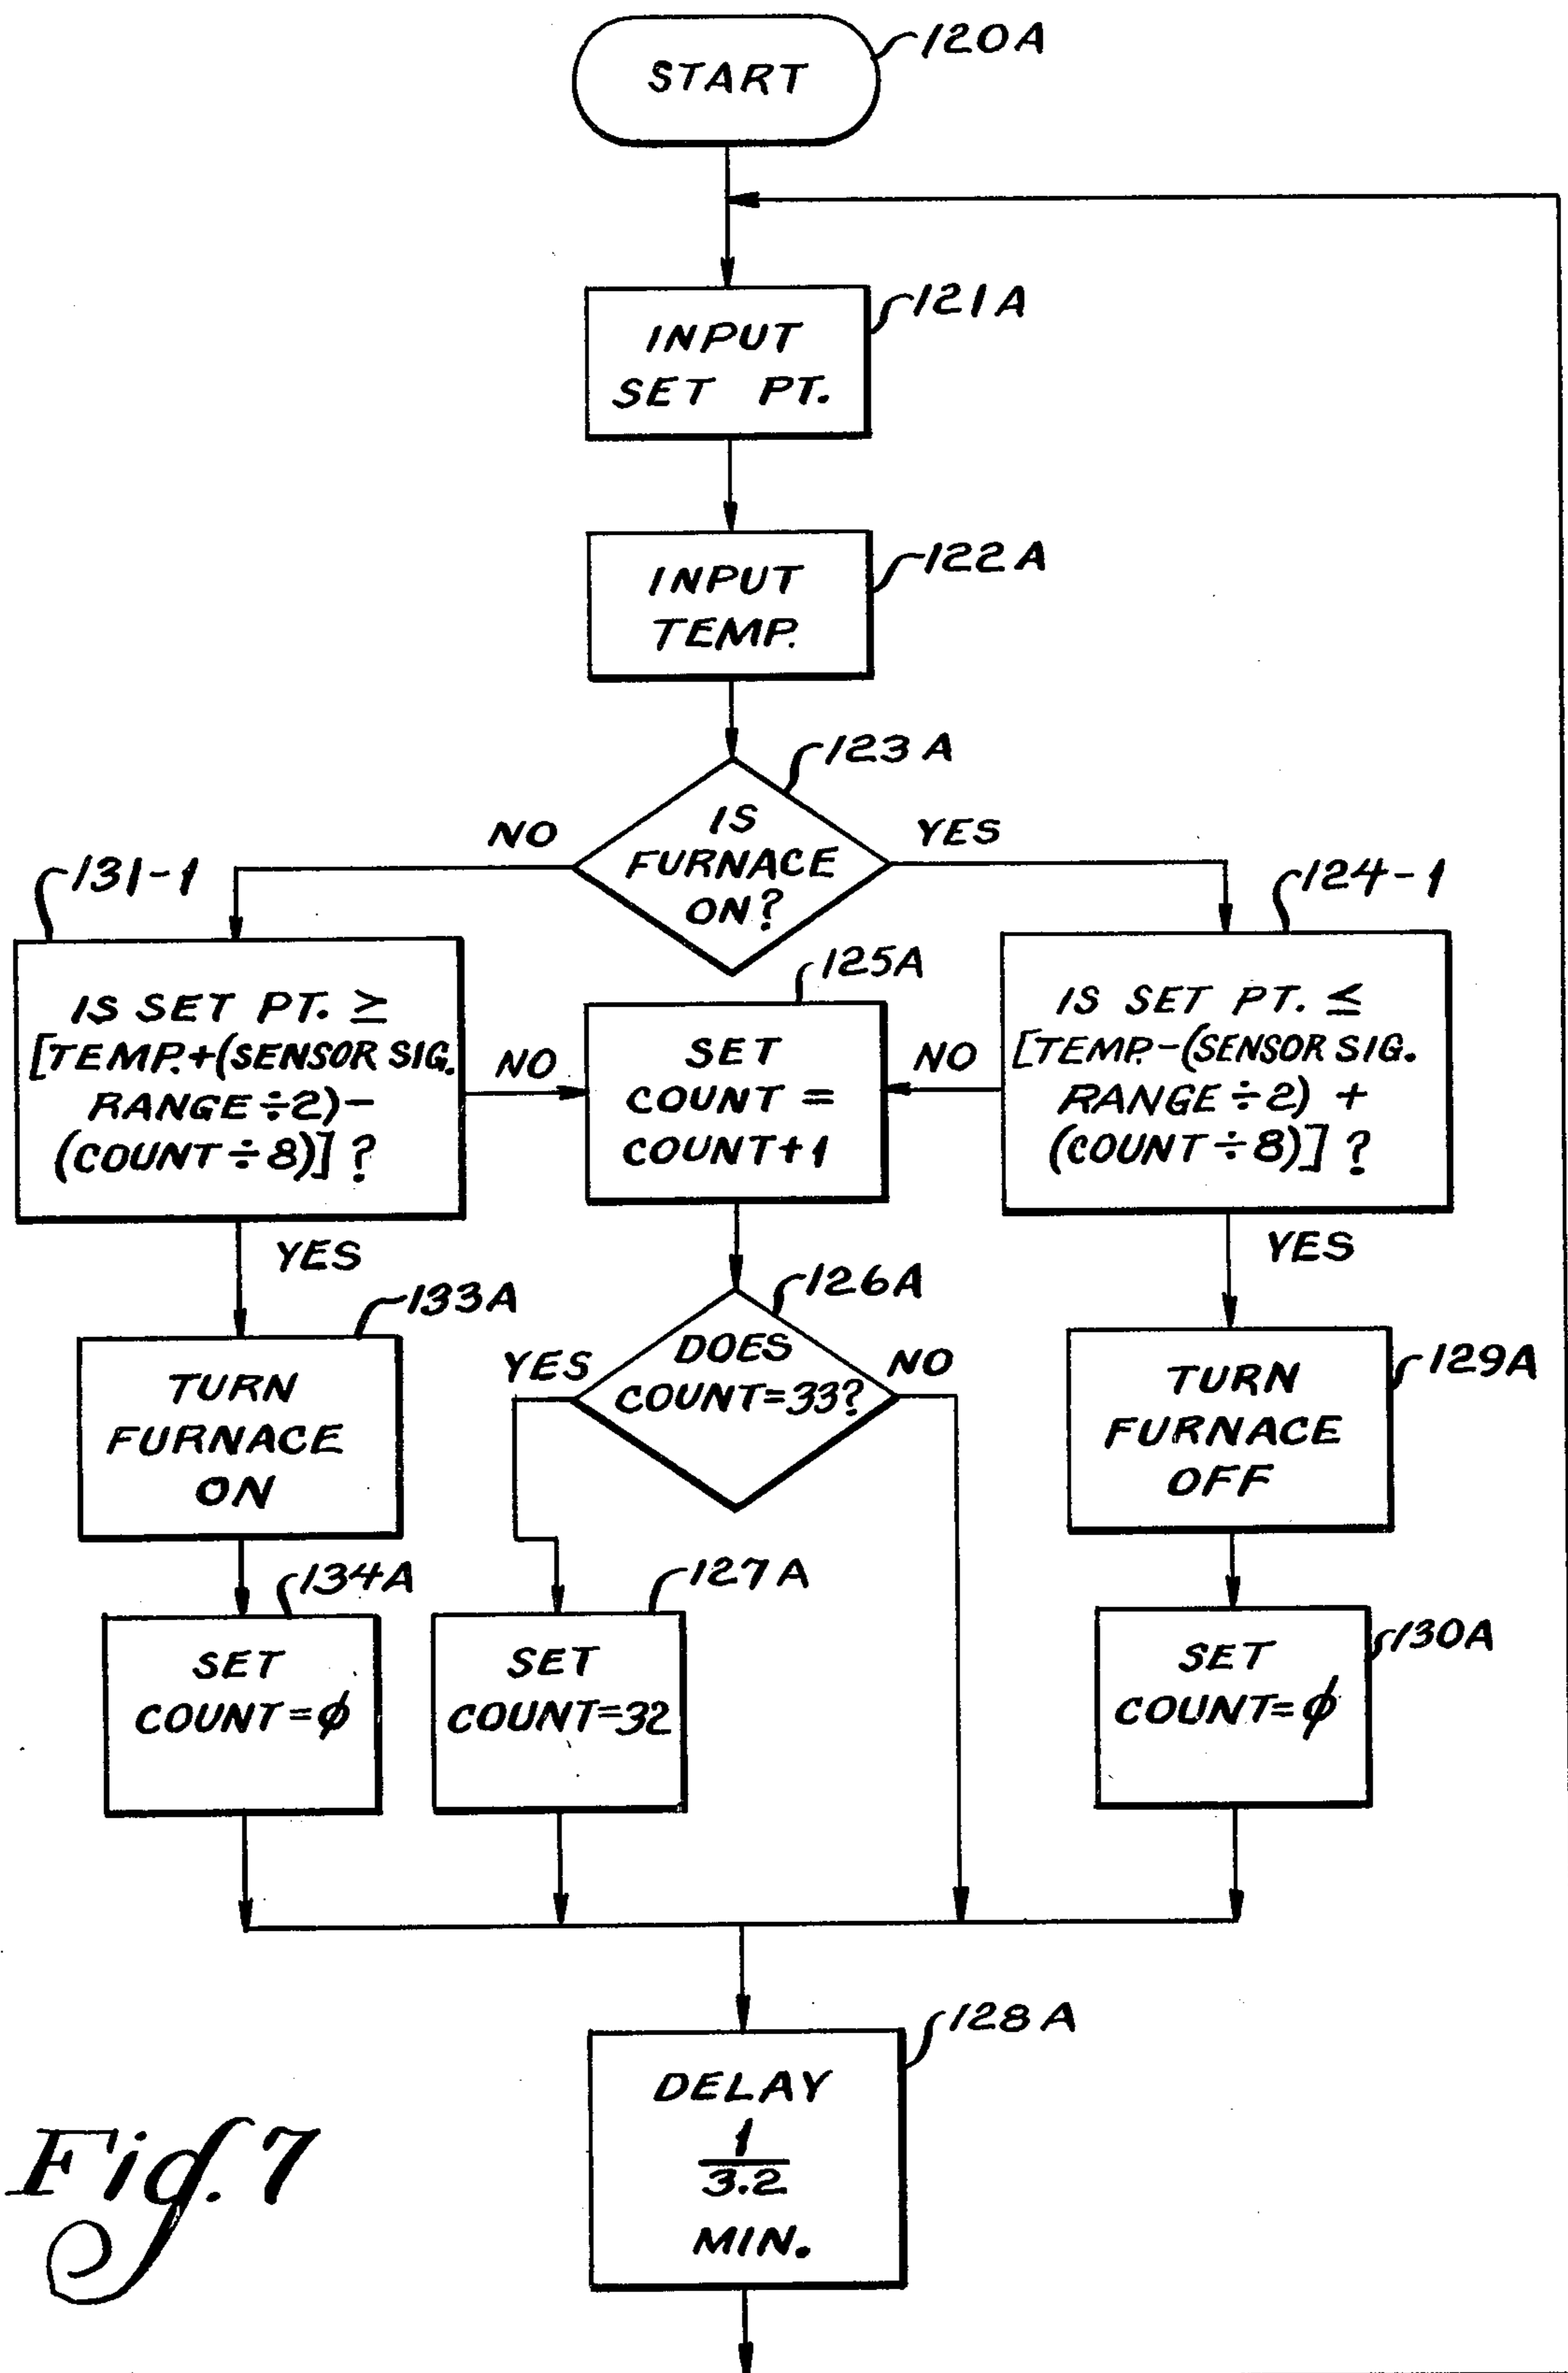 START
120A
INPUT
SET PT.
121A
INPUT
TEMP.
122A
123A
IS
FURNACE
ON?
NO
YES
131-1
IS SET PT. ≥
[TEMP.+(SENSOR SIG.
RANGE÷2)-
(COUNT÷8)]?
NO
YES
125A
SET
COUNT =
COUNT+1
124-1
IS SET PT. ≤
[TEMP.-(SENSOR SIG.
RANGE÷2) +
(COUNT÷8)]?
NO
YES
133A
TURN
FURNACE
ON
126A
DOES
COUNT=33?
YES
NO
129A
TURN
FURNACE
OFF
134A
SET
COUNT=ϕ
127A
SET
COUNT=32
130A
SET
COUNT=ϕ
128A
DELAY
1
3.2
MIN.
Fig. 7